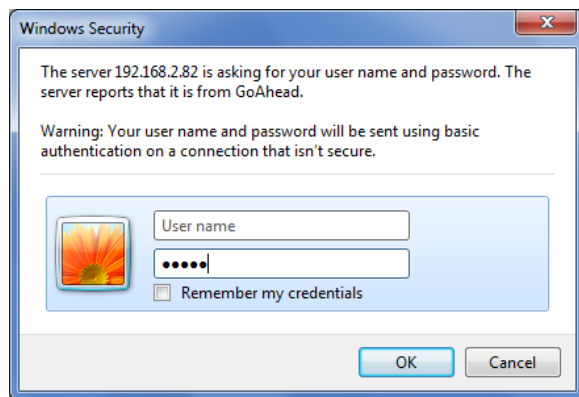 Windows Security
The server 192.168.2.82 is asking for your user name and password. The
server reports that it is from GoAhead.
Warning: Your user name and password will be sent using basic
authentication on a connection that isn't secure.
User name
●●●●●
Remember my credentials
OK
Cancel